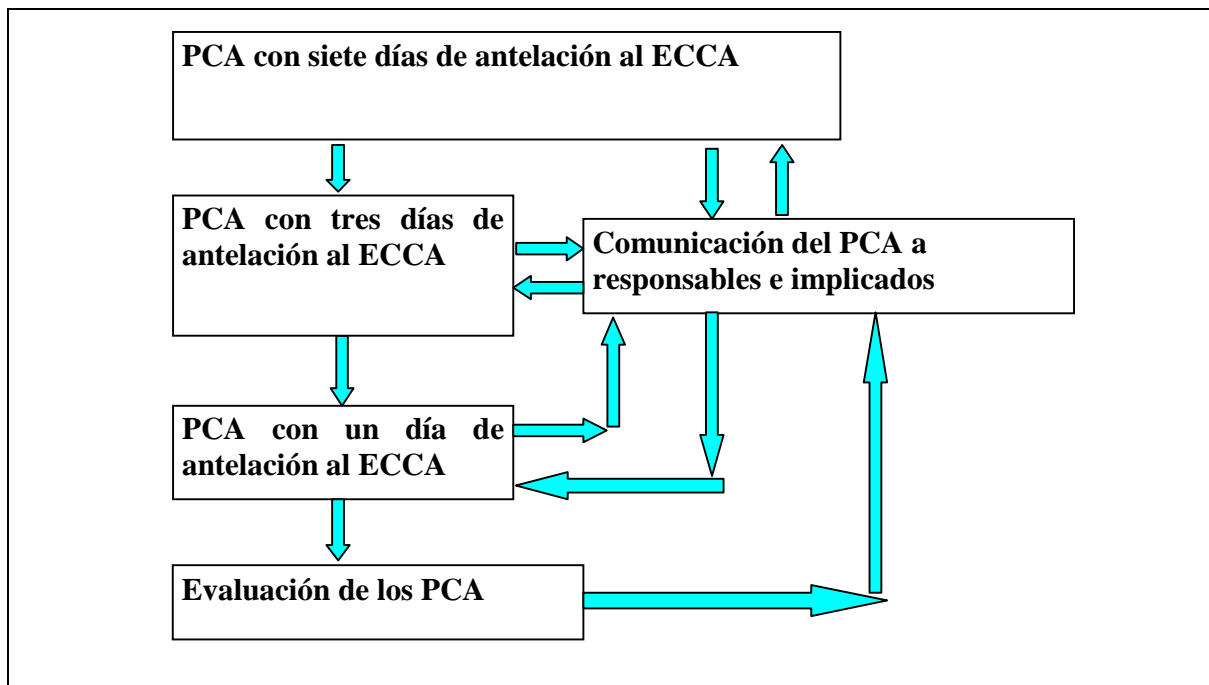 PCA con siete días de antelación al ECCA
PCA con tres días de
antelación al ECCA
Comunicación del PCA a
responsables e implicados
PCA con un día de
antelación al ECCA
Evaluación de los PCA